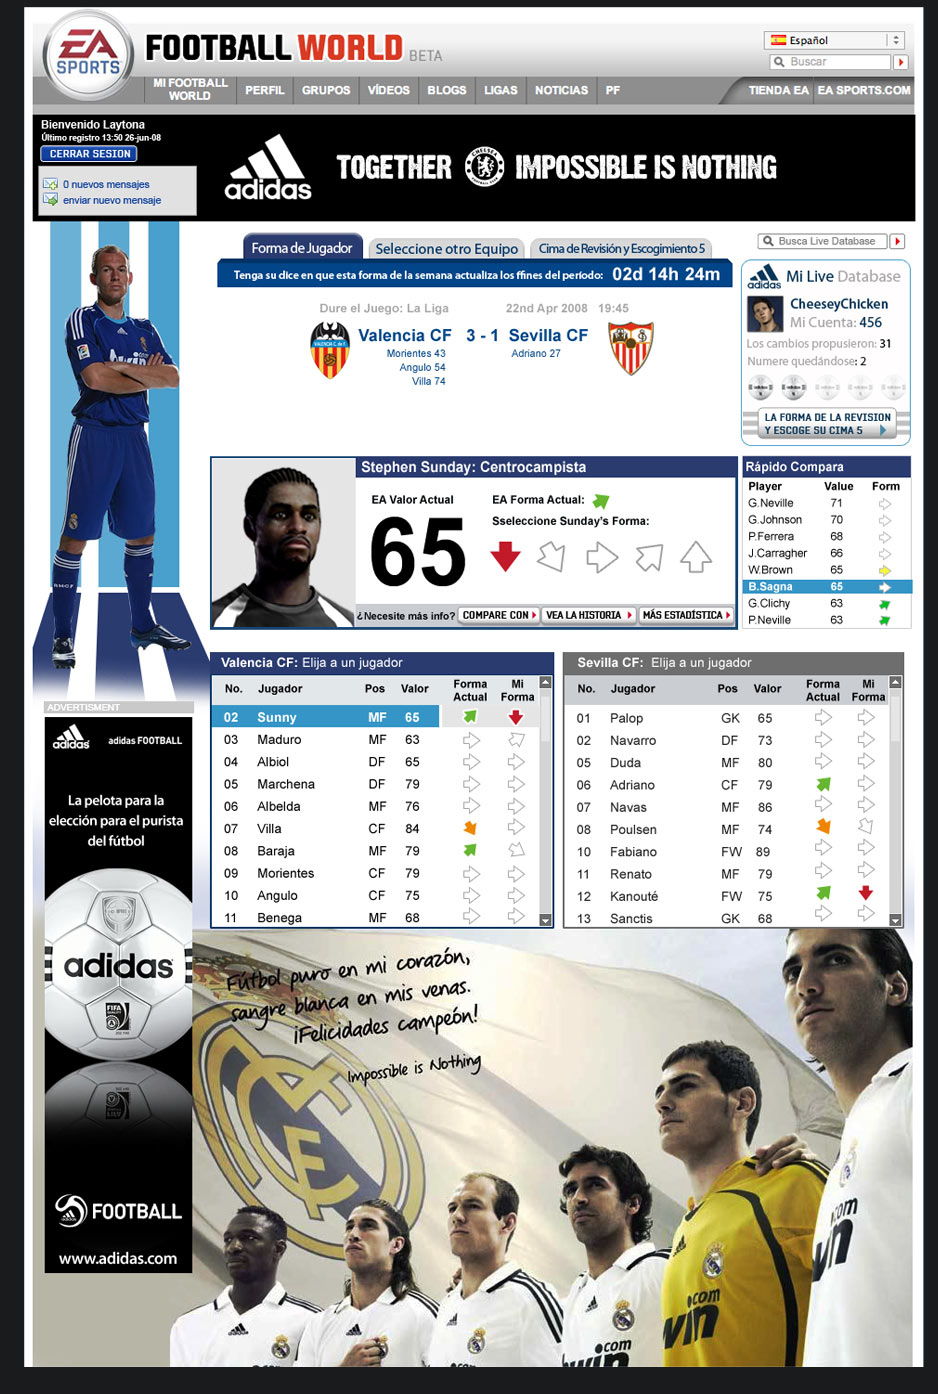 EA SPORTS
FOOTBALL WORLD BETA
Español
Buscar
MI FOOTBALL WORLD PERFIL GRUPOS VÍDEOS BLOGS LIGAS NOTICIAS PF TIENDA EA EA SPORTS.COM
Bienvenido Laytona
Último registro 13:50 26-jun-08
CERRAR SESION
0 nuevos mensajes
enviar nuevo mensaje
adidas TOGETHER CHELSEA IMPOSSIBLE IS NOTHING
Forma de Jugador Seleccione otro Equipo Cima de Revisión y Escogimiento 5
Busca Live Database
Tenga su dice en que esta forma de la semana actualiza los ffines del período: 02d 14h 24m
Dure el Juego: La Liga 22nd Apr 2008 19:45
Valencia CF 3 - 1 Sevilla CF
Morientes 43 Adriano 27
Angulo 54
Villa 74
adidas Mi Live Database
CheeseyChicken
Mi Cuenta: 456
Los cambios propusieron: 31
Numere quedándose: 2
LA FORMA DE LA REVISION
Y ESCOGE SU CIMA 5
Stephen Sunday: Centrocampista
EA Valor Actual EA Forma Actual:
65 Sseleccione Sunday's Forma:
¿Necesite más info? COMPARE CON VEA LA HISTORIA MÁS ESTADÍSTICA
Rápido Compara
Player Value Form
G.Neville 71
G.Johnson 70
P.Ferrera 68
J.Carragher 66
W.Brown 65
B.Sagna 65
G.Clichy 63
P.Neville 63
Valencia CF: Elija a un jugador
No. Jugador Pos Valor Forma Actual Mi Forma
02 Sunny MF 65
03 Maduro MF 63
04 Albiol DF 65
05 Marchena DF 79
06 Albelda MF 76
07 Villa CF 84
08 Baraja MF 79
09 Morientes CF 79
10 Angulo CF 75
11 Benega MF 68
Sevilla CF: Elija a un jugador
No. Jugador Pos Valor Forma Actual Mi Forma
01 Palop GK 65
02 Navarro DF 73
05 Duda MF 80
06 Adriano CF 79
07 Navas MF 86
08 Poulsen MF 74
10 Fabiano FW 89
11 Renato MF 79
12 Kanouté FW 75
13 Sanctis GK 68
ADVERTISMENT
adidas adidas FOOTBALL
La pelota para la
elección para el purista
del fútbol
adidas
FIFA
FOOTBALL
www.adidas.com
Fútbol puro en mi corazón,
sangre blanca en mis venas.
¡Felicidades campeón!
Impossible is Nothing
.com
win
.com
win
.com
win